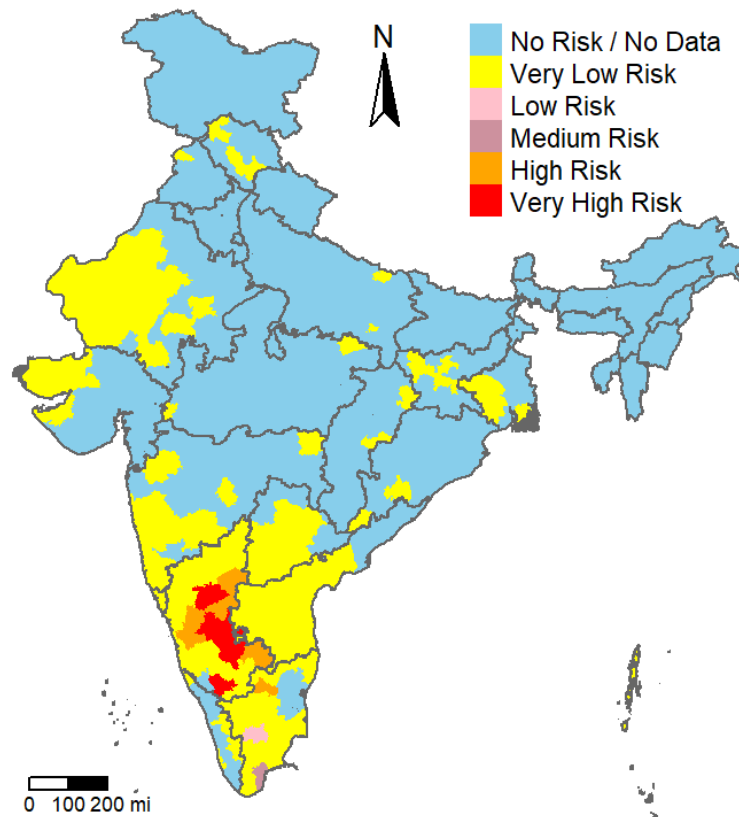 N
No Risk / No Data
Very Low Risk
Low Risk
Medium Risk
High Risk
Very High Risk
0 100 200 mi